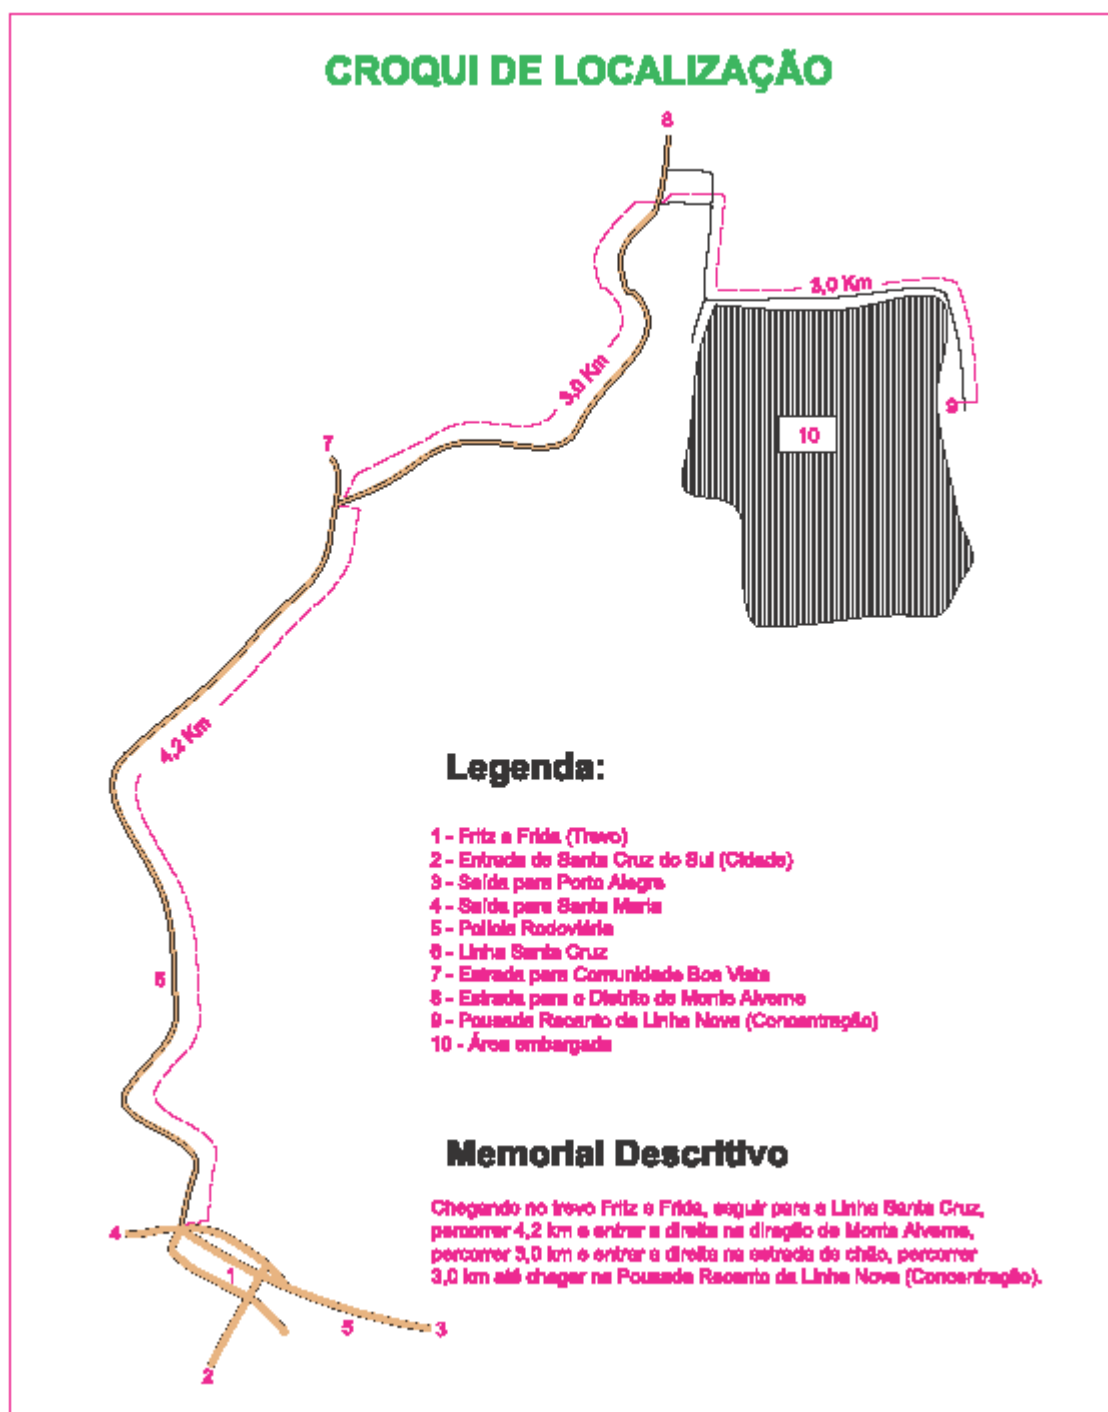 CROQUI DE LOCALIZAÇÃO
8
3,0 Km
9
3,0 Km
10
7
4,2 Km
Legenda:
1 - Fritz e Frida (Trevo)
2 - Entrada de Santa Cruz do Sul (Cidade)
3 - Saída para Porto Alegre
4 - Saída para Santa Maria
5 - Polícia Rodoviária
6 - Linha Santa Cruz
7 - Estrada para Comunidade Boa Vista
8 - Estrada para o Distrito de Monte Alverne
9 - Pousada Recanto da Linha Nova (Concentração)
10 - Área embargada
5
Memorial Descritivo
Chegando no trevo Fritz e Frida, seguir para a Linha Santa Cruz,
percorrer 4,2 km e entrar a direita na direção de Monte Alverne,
percorrer 3,0 km e entrar a direita na estrada de chão, percorrer
3,0 km até chegar na Pousada Recanto da Linha Nova (Concentração).
4
1
5
3
2